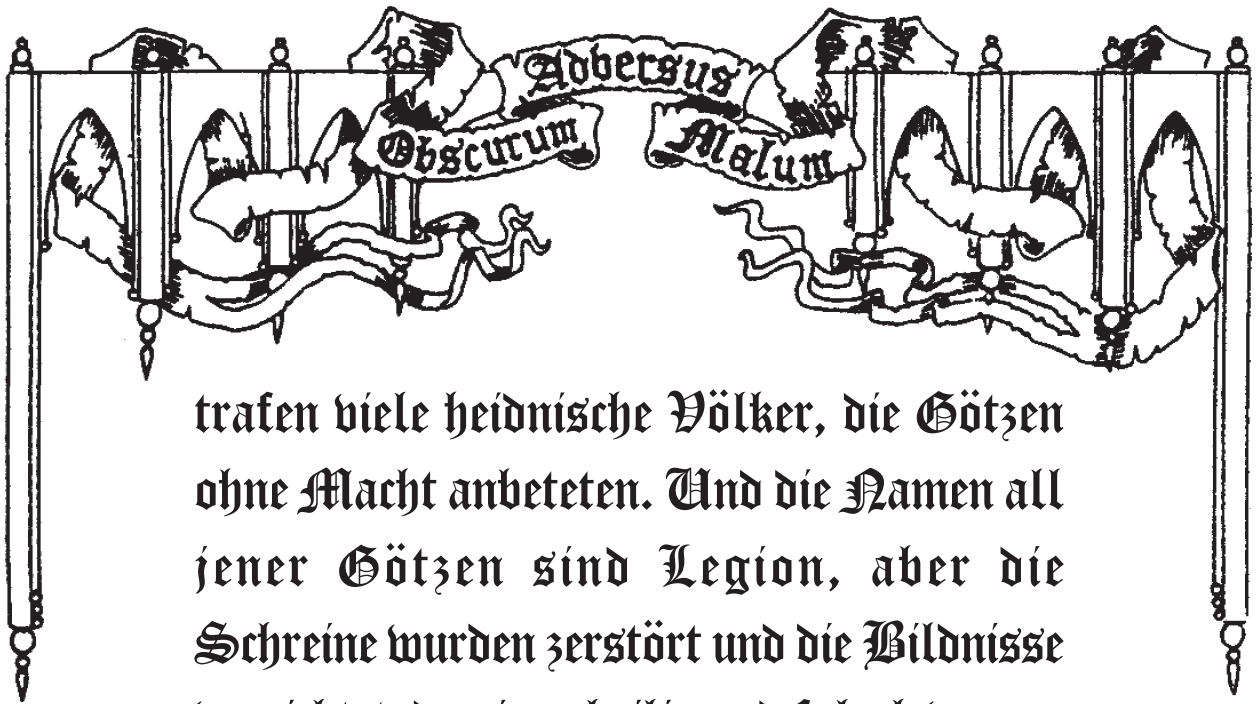 Adversus
Obscurum Malum
trafen viele heidnische Völker, die Götzen
ohne Macht anbeteten. Und die Namen all
jener Götzen sind Legion, aber die
Schreine wurden zerstört und die Bildnisse